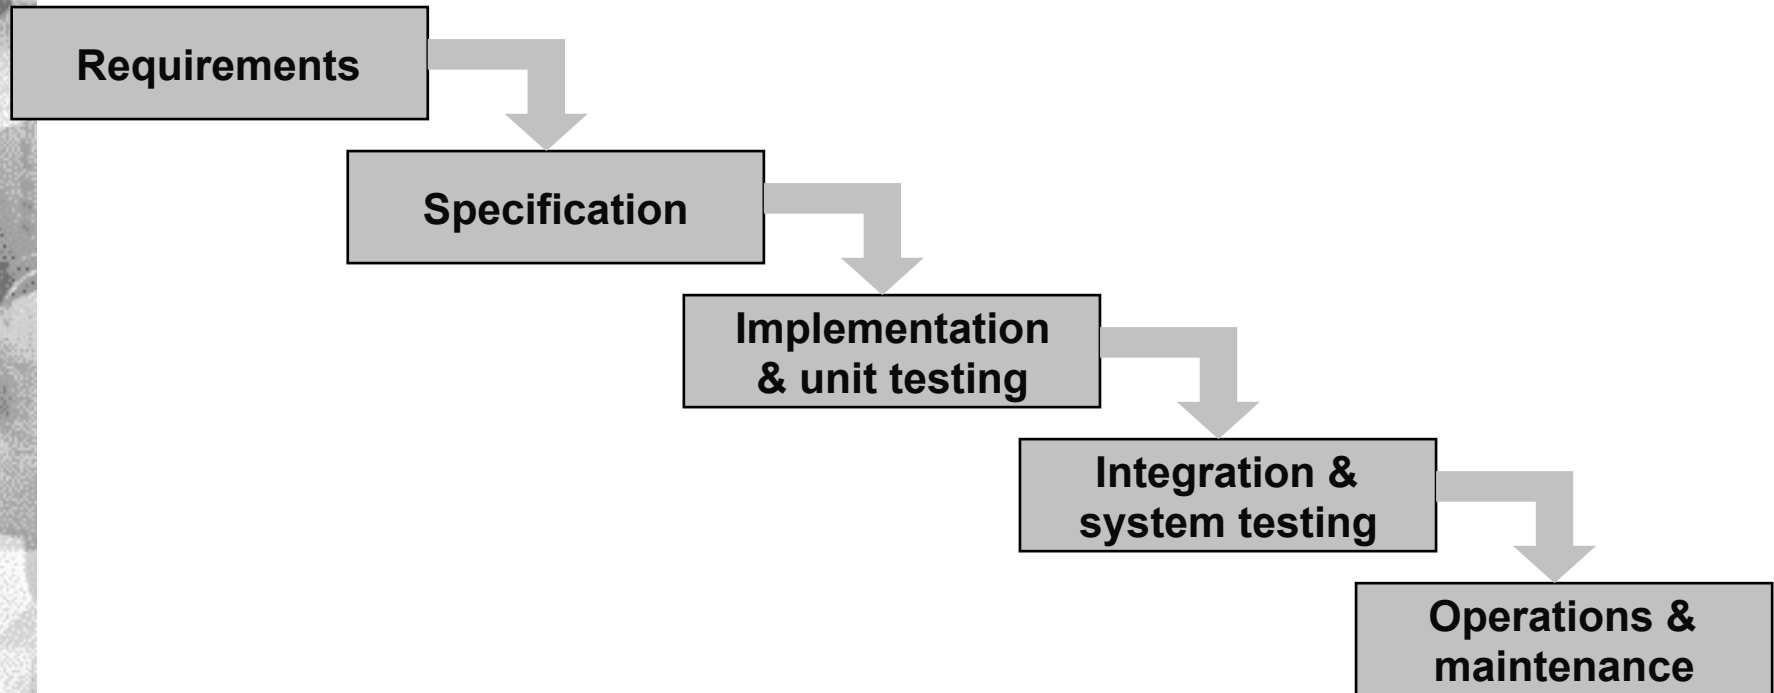 Requirements
Specification
Implementation
& unit testing
Integration &
system testing
Operations &
maintenance